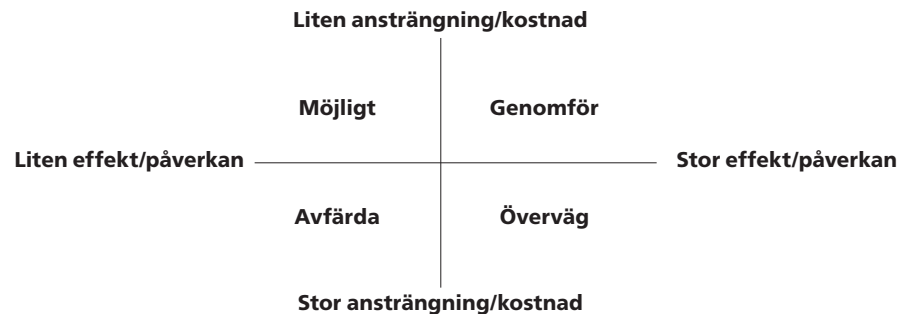 Liten ansträngning/kostnad
Möjligt Genomför
Liten effekt/påverkan Stor effekt/påverkan
Avfärda Överväg
Stor ansträngning/kostnad